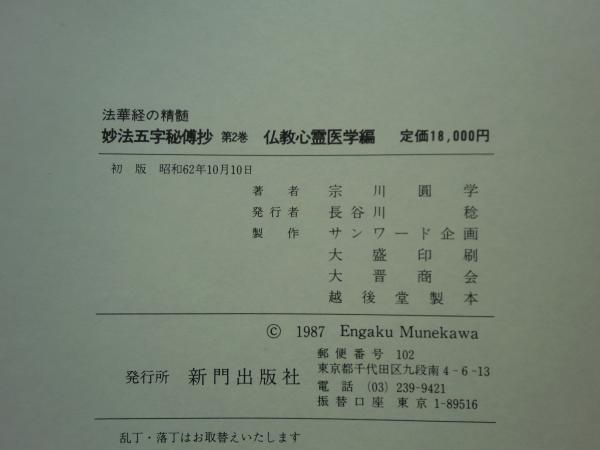 法華経の精髄
妙法五字秘傅抄 第2巻 仏教心霊医学編 定価18,000円
初版 昭和62年10月10日
著者 宗川圓学
発行者 長谷川稔
製作 サンワード企画
大盛印刷
大晋商会
越後堂製本
© 1987 Engaku Munekawa
郵便番号 102
発行所 新門出版社 東京都千代田区九段南4-6-13
電話 (03) 239-9421
振替口座 東京1-89516
乱丁・落丁はお取替えいたします